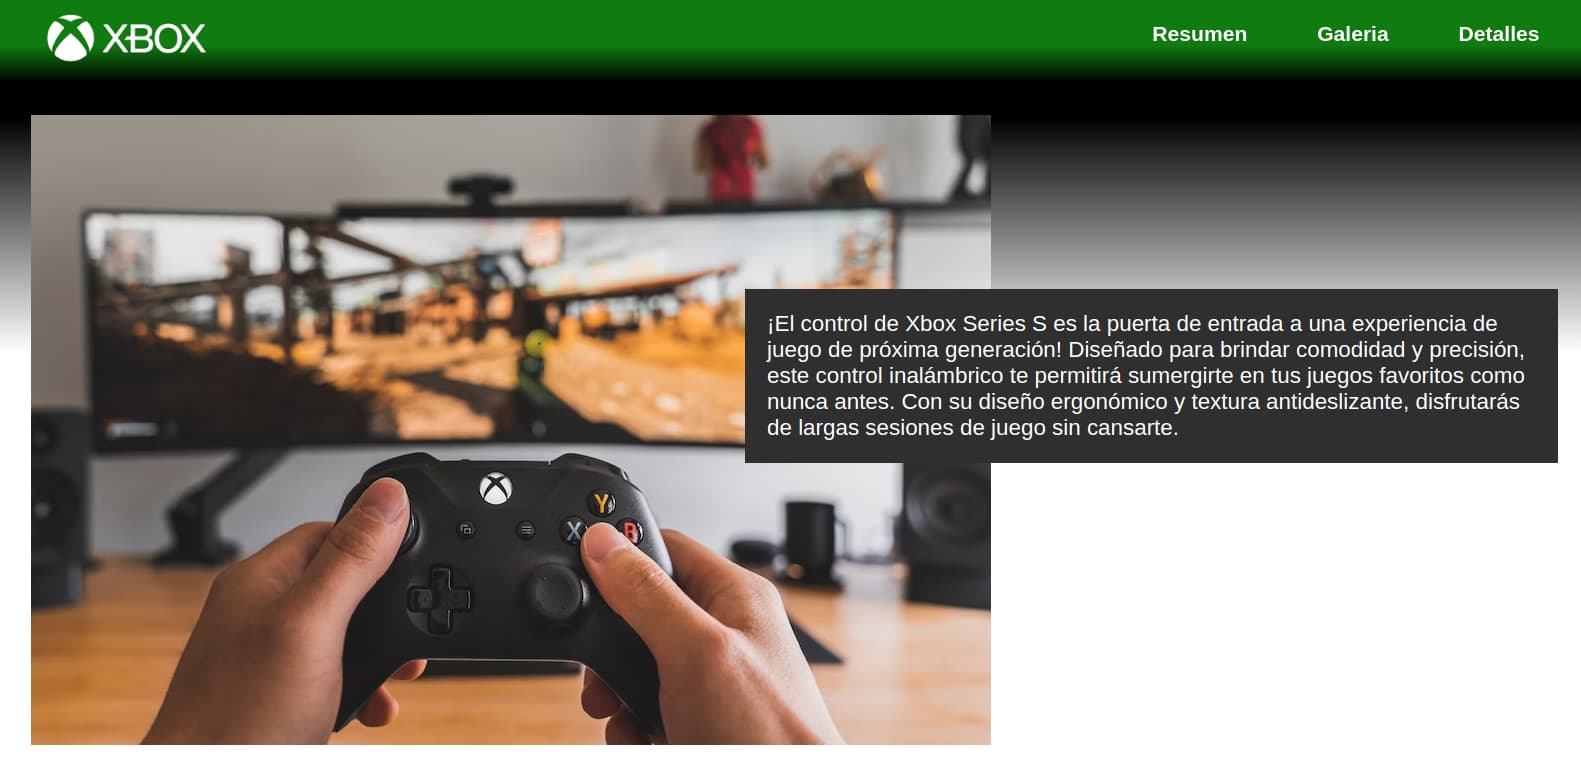 XBOX
Resumen
Galeria
Detalles
¡El control de Xbox Series S es la puerta de entrada a una experiencia de
juego de próxima generación! Diseñado para brindar comodidad y precisión,
este control inalámbrico te permitirá sumergirte en tus juegos favoritos como
nunca antes. Con su diseño ergonómico y textura antideslizante, disfrutarás
de largas sesiones de juego sin cansarte.
Y
X
B